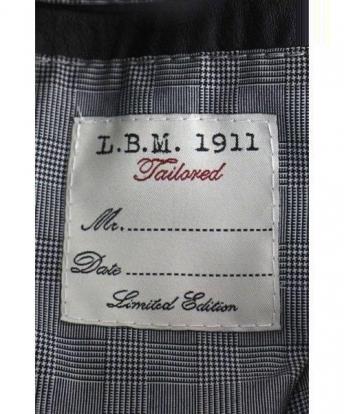 L.B.M. 1911
Tailored
Mr.
Date
Limited Edition